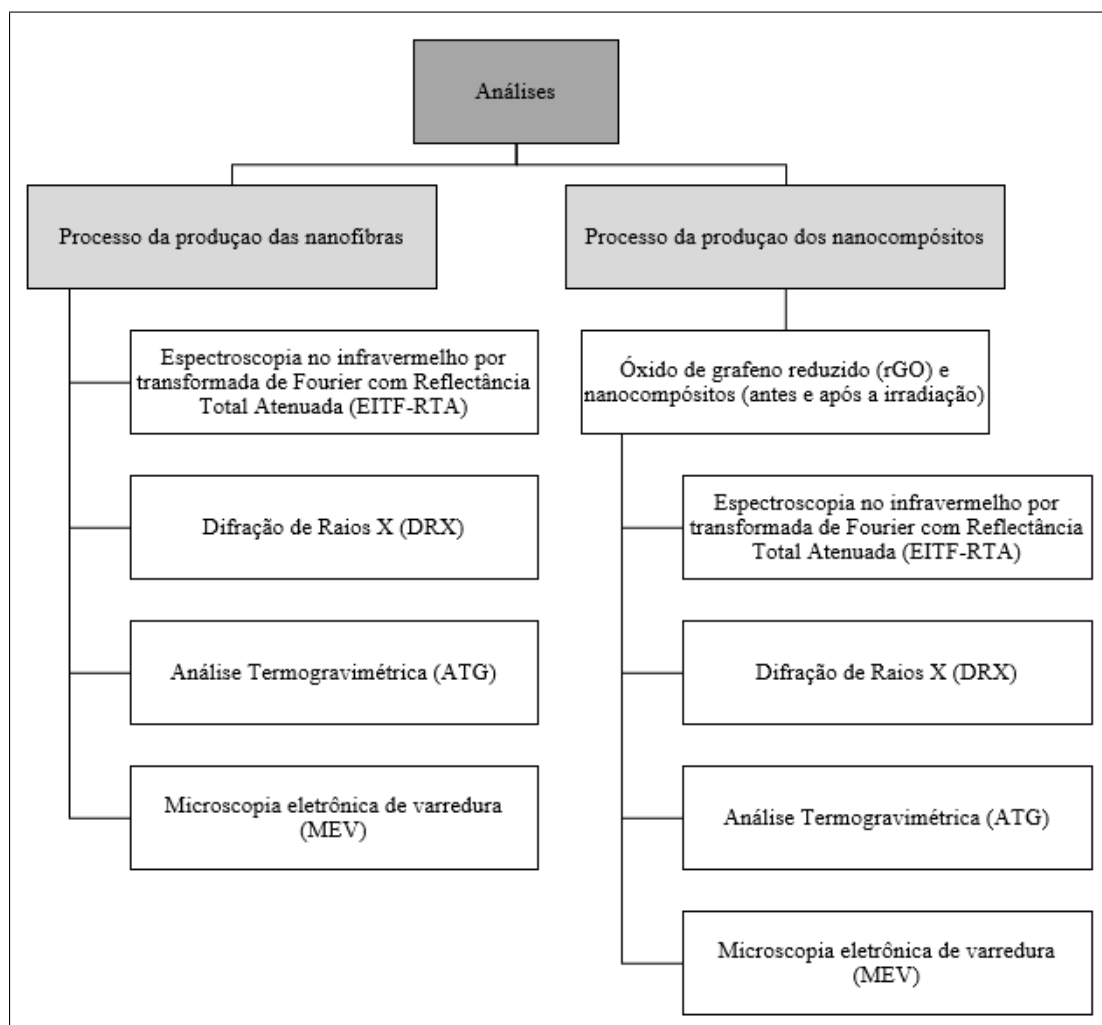 Análises
Processo da produçao das nanofibras
Processo da produçao dos nanocompósitos
Espectroscopia no infravermelho por
transformada de Fourier com Reflectância
Total Atenuada (EITF-RTA)
Difração de Raios X (DRX)
Análise Termogravimétrica (ATG)
Microscopia eletrônica de varredura
(MEV)
Óxido de grafeno reduzido (rGO) e
nanocompósitos (antes e após a irradiação)
Espectroscopia no infravermelho por
transformada de Fourier com Reflectância
Total Atenuada (EITF-RTA)
Difração de Raios X (DRX)
Análise Termogravimétrica (ATG)
Microscopia eletrônica de varredura
(MEV)